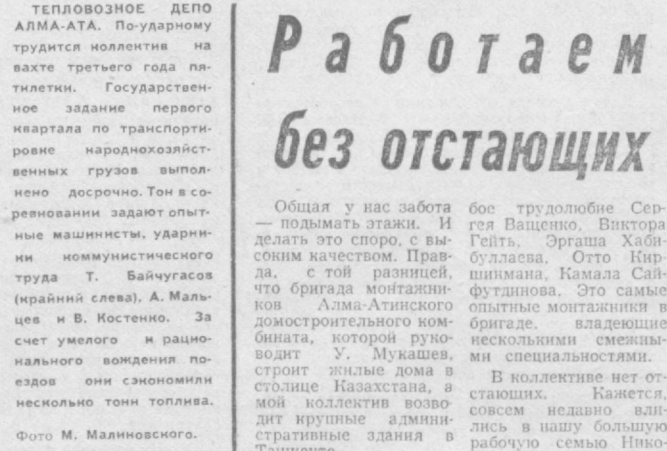 ТЕПЛОВОЗНОЕ ДЕПО
АЛМА-АТА. По-ударному
трудится коллектив на
вахте третьего года пя-
тилетки. Государствен-
ное задание первого
квартала по транспорти-
ровке народнохозяйст-
венных грузов выпол-
нено досрочно. Тон в со-
ревновании задают опыт-
ные машинисты, ударни-
ки коммунистического
труда Т. Байчугасов
(крайний слева), А. Маль-
цев и В. Костенко. За
счет умелого и рацио-
нального вождения по-
ездов они сэкономили
несколько тонн топлива.
Фото М. Малиновского.
Работаем
без отстающих
Общая у нас забота
— подымать этажи. И
делать это споро, с вы-
соким качеством. Прав-
да, с той разницей,
что бригада монтажни-
ков Алма-Атинского
домостроительного ком-
бината, которой руко-
водит У. Мукашев,
строит жилые дома в
столице Казахстана, а
мой коллектив возво-
дит крупные админи-
стративные здания в
Ташкенте.
бое трудолюбие Сер-
гея Ващенко, Виктора
Гейть, Эргаша Хаби-
буллаева, Отто Кир-
шинмана, Камала Сай-
футдинова. Это самые
опытные монтажники в
бригаде, владеющие
несколькими смежны-
ми специальностями.
В коллективе нет от-
стающих. Кажется,
совсем недавно вли-
лись в нашу большую
рабочую семью Нико-